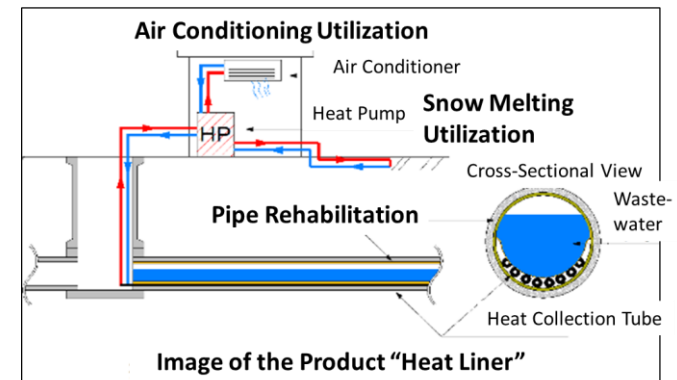 Air Conditioning Utilization
Air Conditioner
Heat Pump
HP
Snow Melting
Utilization
Cross-Sectional View
Waste-
water
Pipe Rehabilitation
Heat Collection Tube
Image of the Product “Heat Liner”